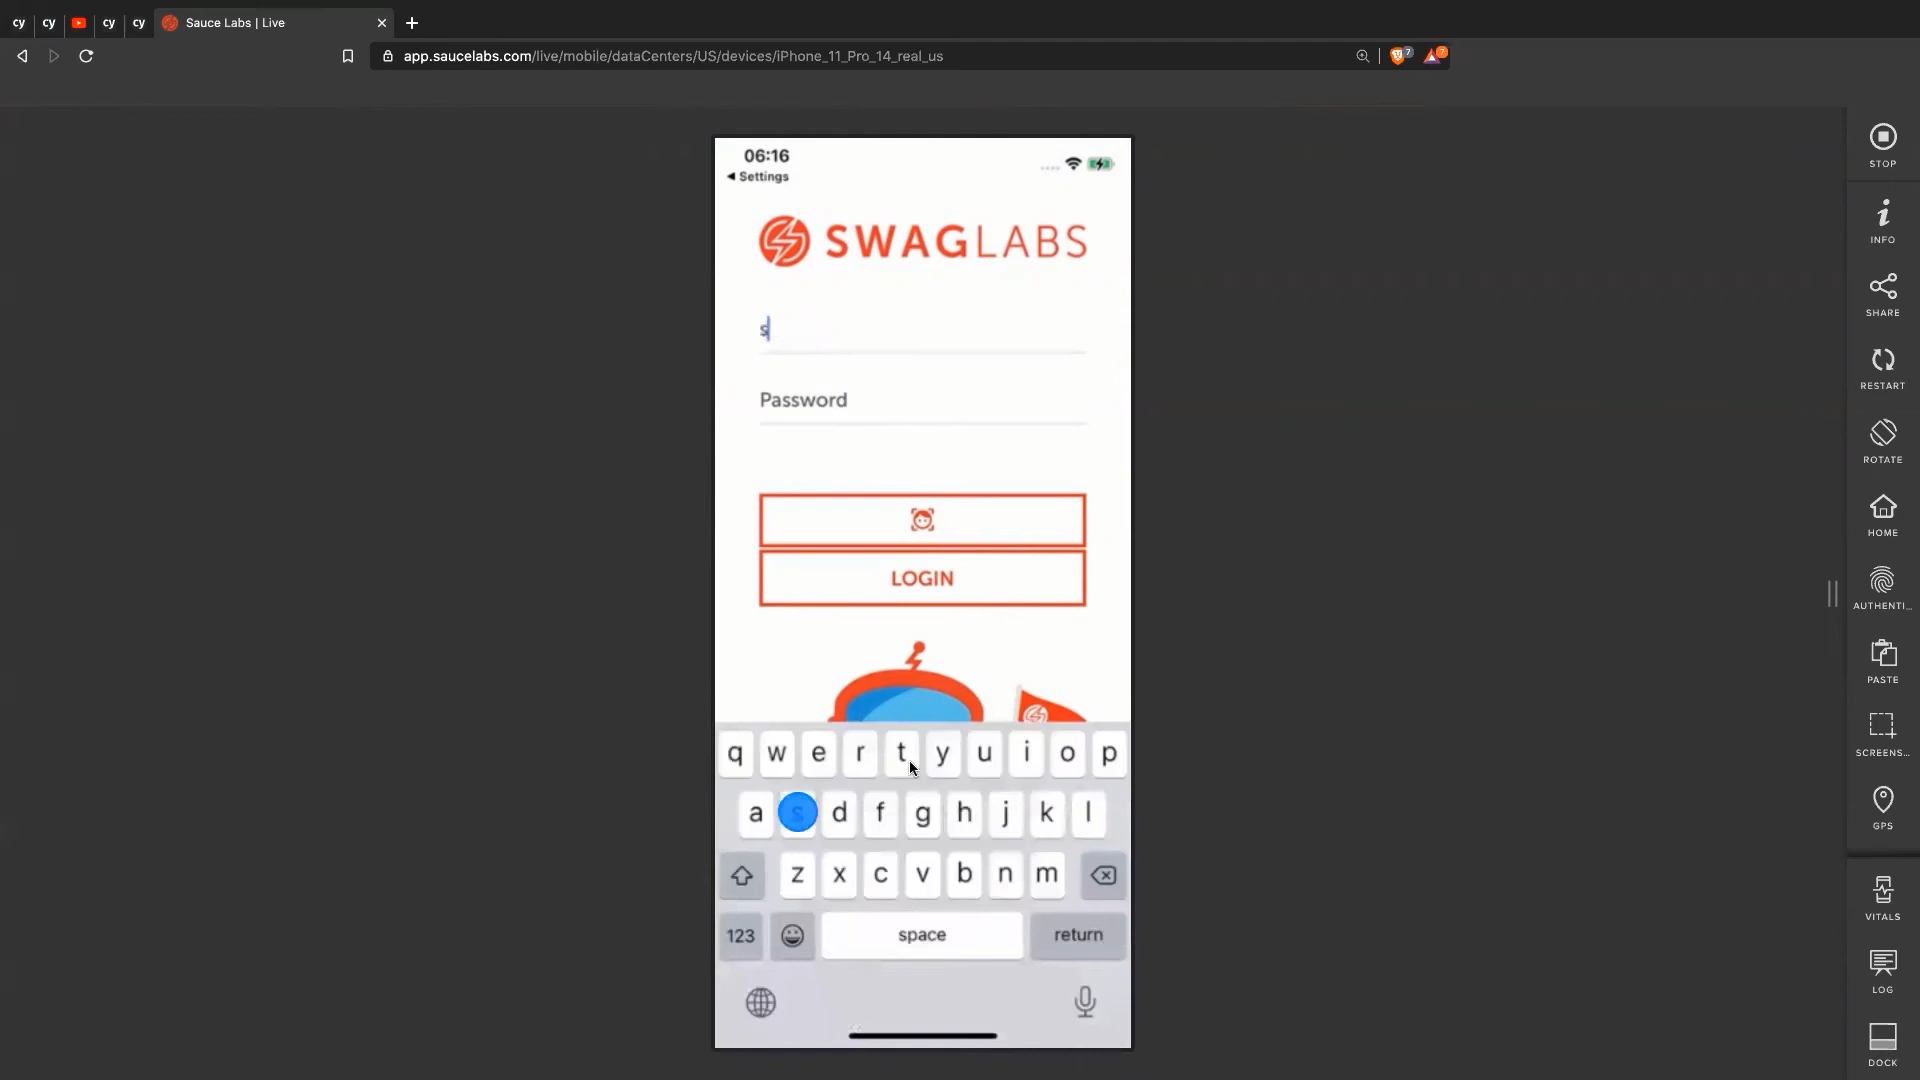 cy
cy
cy
cy
Sauce Labs | Live
app.saucelabs.com/live/mobile/dataCenters/US/devices/iPhone_11_Pro_14_real_us
7
7
06:16
Settings
SWAGLABS
s
Password
LOGIN
q w e r t y u i o p
a s d f g h j k l
z x c v b n m
123 space return
STOP
INFO
SHARE
RESTART
ROTATE
HOME
AUTHENTI...
PASTE
SCREENS...
GPS
VITALS
LOG
DOCK